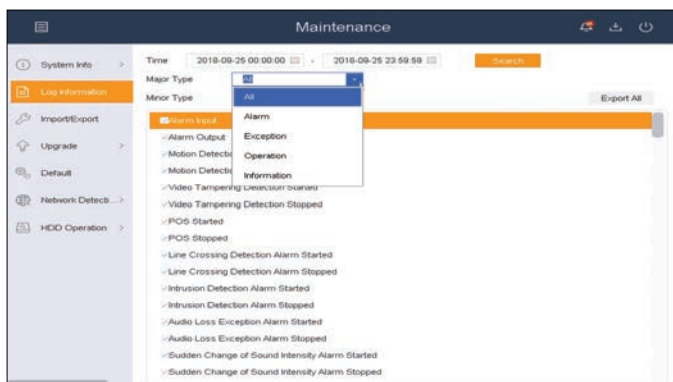 Maintenance
System Info >
Log Information
Import/Export
Upgrade >
Default
Network Detecti... >
HDD Operation >
Time 2018-09-25 00:00:00 - 2018-09-25 23:59:59 Search
Major Type All
Minor Type Export All
All
Alarm
Exception
Operation
Information
Alarm Input
Alarm Output
Motion Detecti
Motion Detecti
Video Tampering Detection Started
Video Tampering Detection Stopped
POS Started
POS Stopped
Line Crossing Detection Alarm Started
Line Crossing Detection Alarm Stopped
Intrusion Detection Alarm Started
Intrusion Detection Alarm Stopped
Audio Loss Exception Alarm Started
Audio Loss Exception Alarm Stopped
Sudden Change of Sound Intensity Alarm Started
Sudden Change of Sound Intensity Alarm Stopped